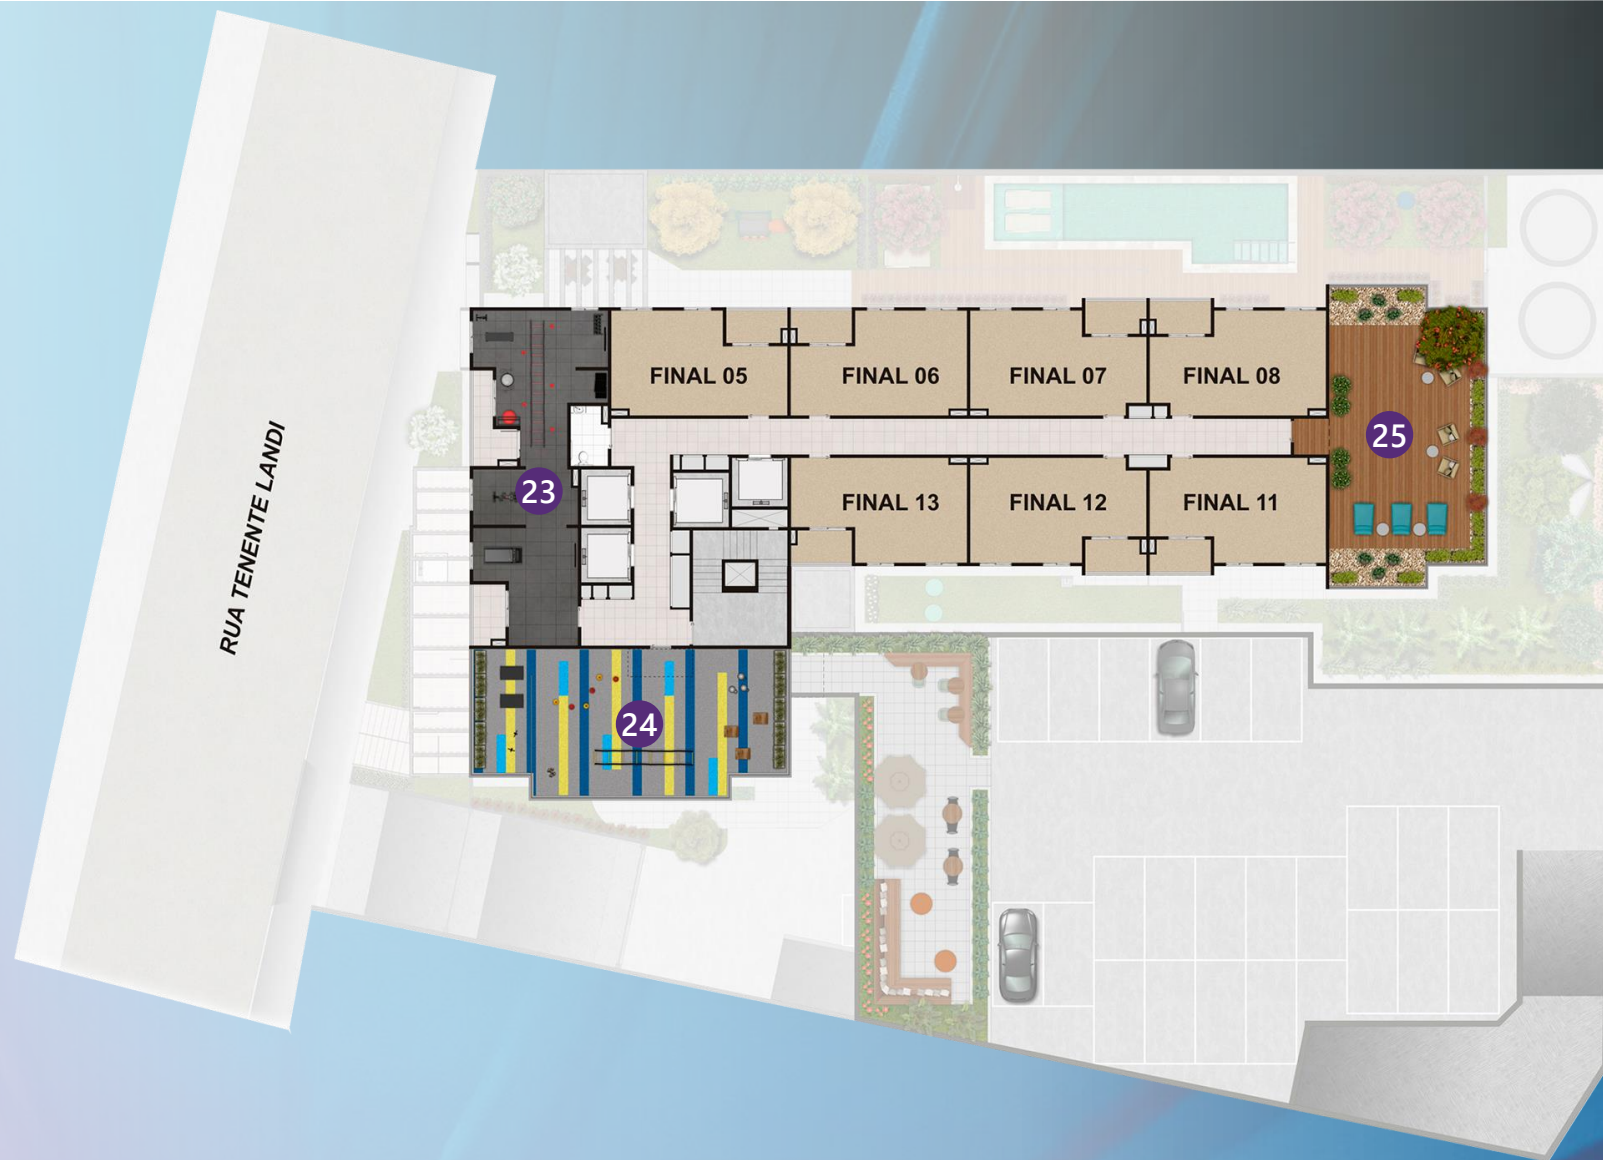 RUA TENENTE LANDI
FINAL 05
FINAL 06
FINAL 07
FINAL 08
25
23
FINAL 13
FINAL 12
FINAL 11
24